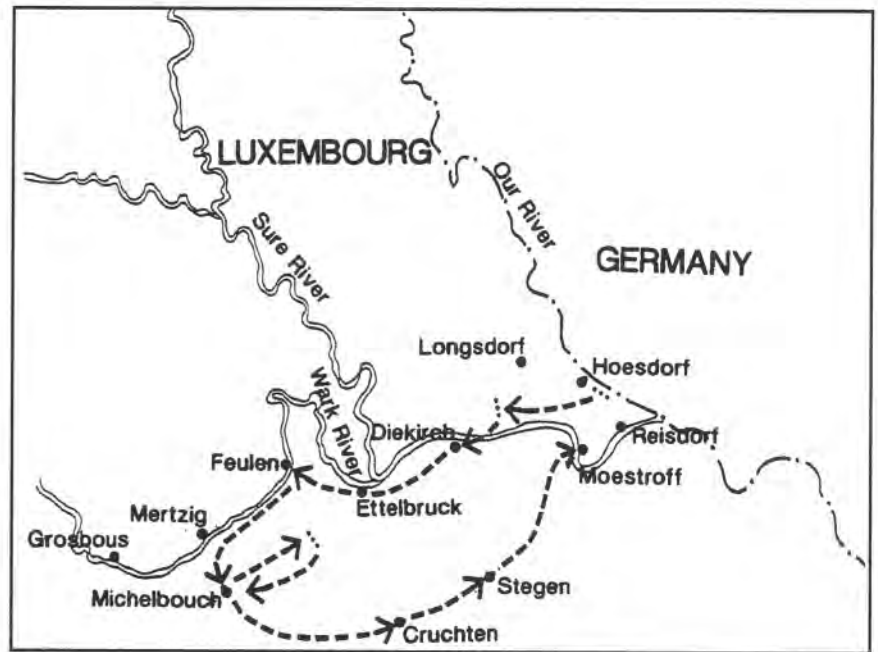 LUXEMBOURG
Our River
Sure River
GERMANY
Longsdorf
Hoesdorf
Wark River
Diekirch
Reisdorf
Feulen
Moestroff
Ettelbruck
Mertzig
Grosbous
Stegen
Michelbouch
Cruchten